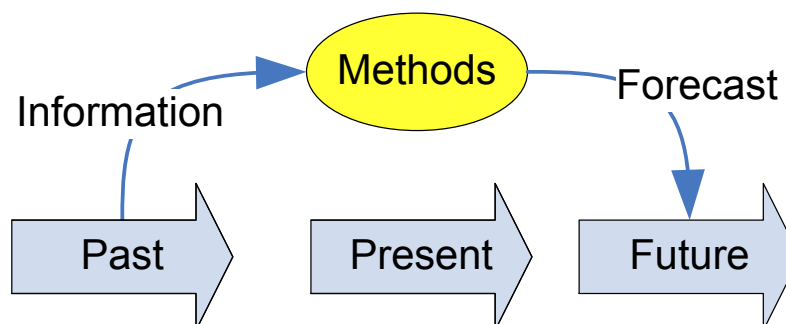 Methods
Information
Forecast
Past
Present
Future